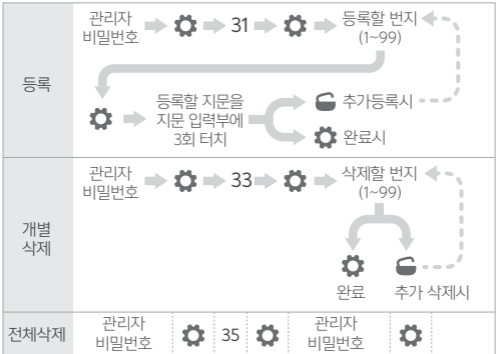 등록
관리자
비밀번호
31
등록할 번지
(1~99)
등록할 지문을
지문 입력부에
3회 터치
추가등록시
완료시
개별
삭제
관리자
비밀번호
33
삭제할 번지
(1~99)
완료
추가 삭제시
전체삭제
관리자
비밀번호
35
관리자
비밀번호